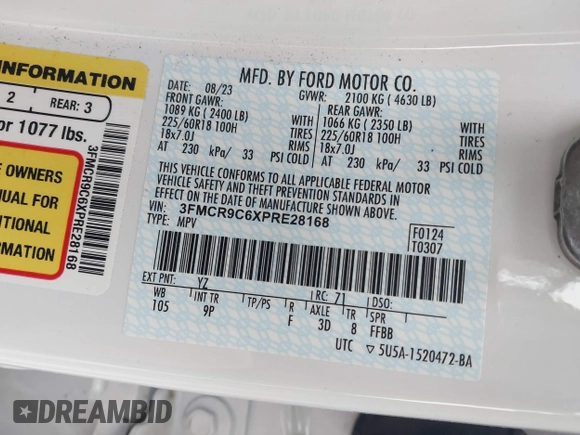 INFORMATION
2 REAR: 3
or 1077 lbs.
E OWNERS
NUAL FOR
DITIONAL
MATION
3FMCR9C6XPRE28168
MFD. BY FORD MOTOR CO.
DATE: 08/23 GVWR: 2100 KG ( 4630 LB)
FRONT GAWR: REAR GAWR:
1089 KG ( 2400 LB) 1066 KG ( 2350 LB)
225/60R18 100H WITH TIRES 225/60R18 100H WITH TIRES
18x7.0J RIMS 18x7.0J RIMS
AT 230 kPa/ 33 PSI COLD AT 230 kPa/ 33 PSI COLD
THIS VEHICLE CONFORMS TO ALL APPLICABLE FEDERAL MOTOR
VEHICLE SAFETY AND THEFT PREVENTION STANDARDS IN EFFECT
ON THE DATE OF MANUFACTURE SHOWN ABOVE.
VIN: 3FMCR9C6XPRE28168
TYPE: MPV
F0124
T0307
EXT PNT: YZ RC: 71 DSO:
WB INT TR TP/PS R AXLE TR SPR
105 9P F 3D 8 FFBB
UTC ▽5U5A-1520472-BA
DREAMBID